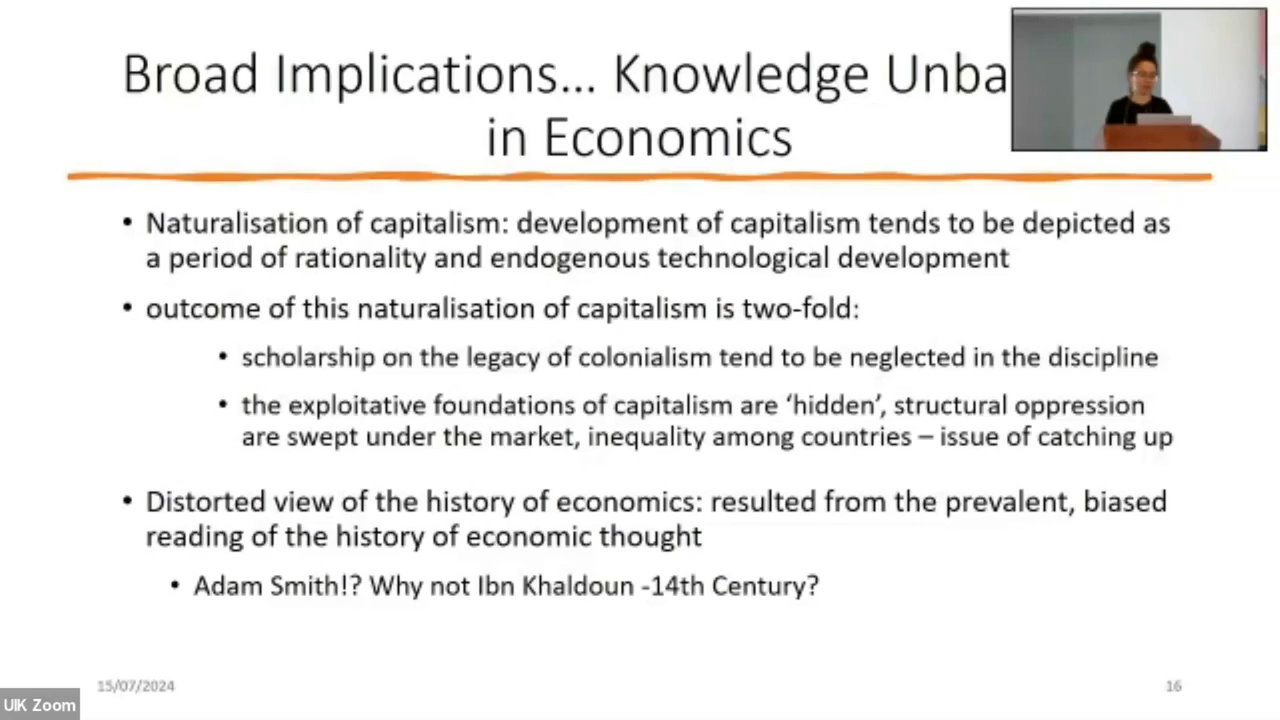 Broad Implications... Knowledge Unba
in Economics
• Naturalisation of capitalism: development of capitalism tends to be depicted as
a period of rationality and endogenous technological development
• outcome of this naturalisation of capitalism is two-fold:
• scholarship on the legacy of colonialism tend to be neglected in the discipline
• the exploitative foundations of capitalism are ‘hidden’, structural oppression
are swept under the market, inequality among countries – issue of catching up
• Distorted view of the history of economics: resulted from the prevalent, biased
reading of the history of economic thought
• Adam Smith!? Why not Ibn Khaldoun -14th Century?
15/07/2024
16
UIK Zoom